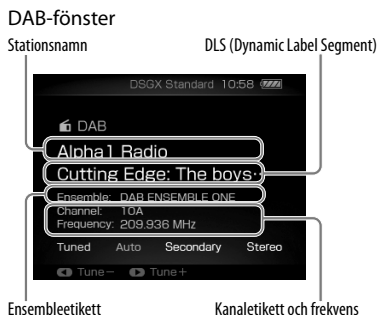 DAB-fönster
Stationsnamn
DLS (Dynamic Label Segment)
DSGX Standard 10:58
DAB
Alpha1 Radio
Cutting Edge: The boys··
Ensemble: DAB ENSEMBLE ONE
Channel: 10A
Frequency: 209.936 MHz
Tuned Auto Secondary Stereo
Tune− Tune+
Ensembleetikett
Kanaletikett och frekvens